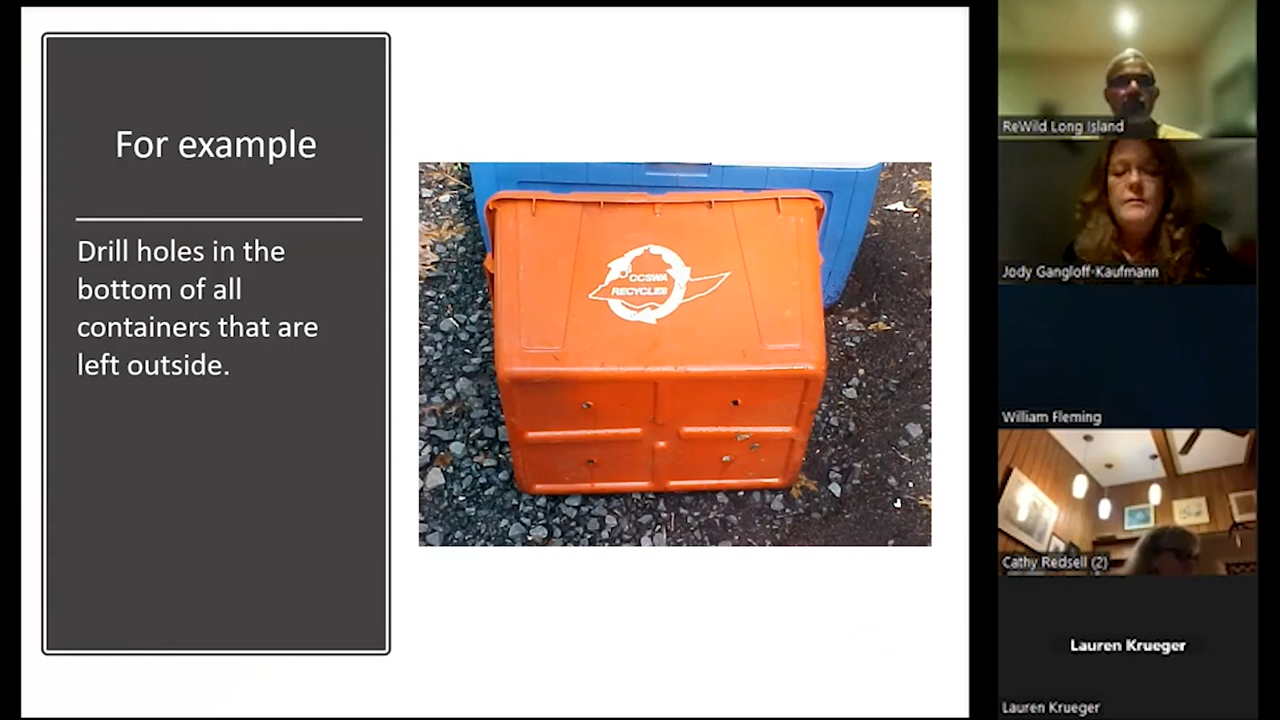 For example
Drill holes in the
bottom of all
containers that are
left outside.
CCSWA
RECYCLES
ReWild Long Island
Jody Gangloff-Kaufmann
William Fleming
Cathy Redsell (2)
Lauren Krueger
Lauren Krueger